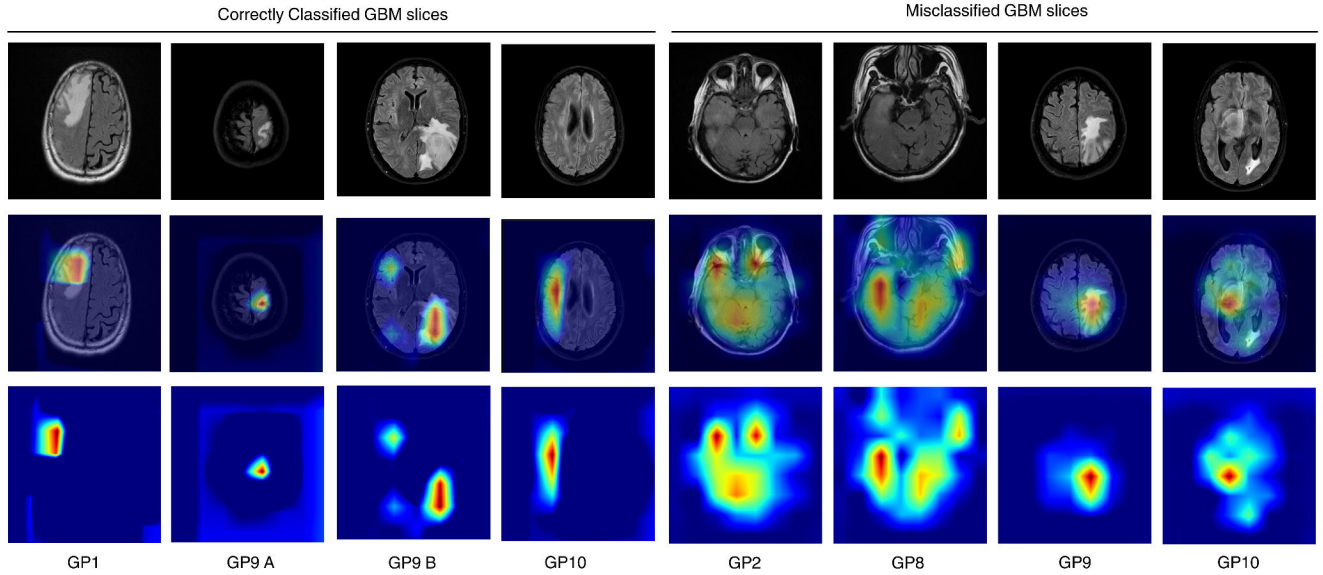 Correctly Classified GBM slices
Misclassified GBM slices
GP1
GP9 A
GP9 B
GP10
GP2
GP8
GP9
GP10